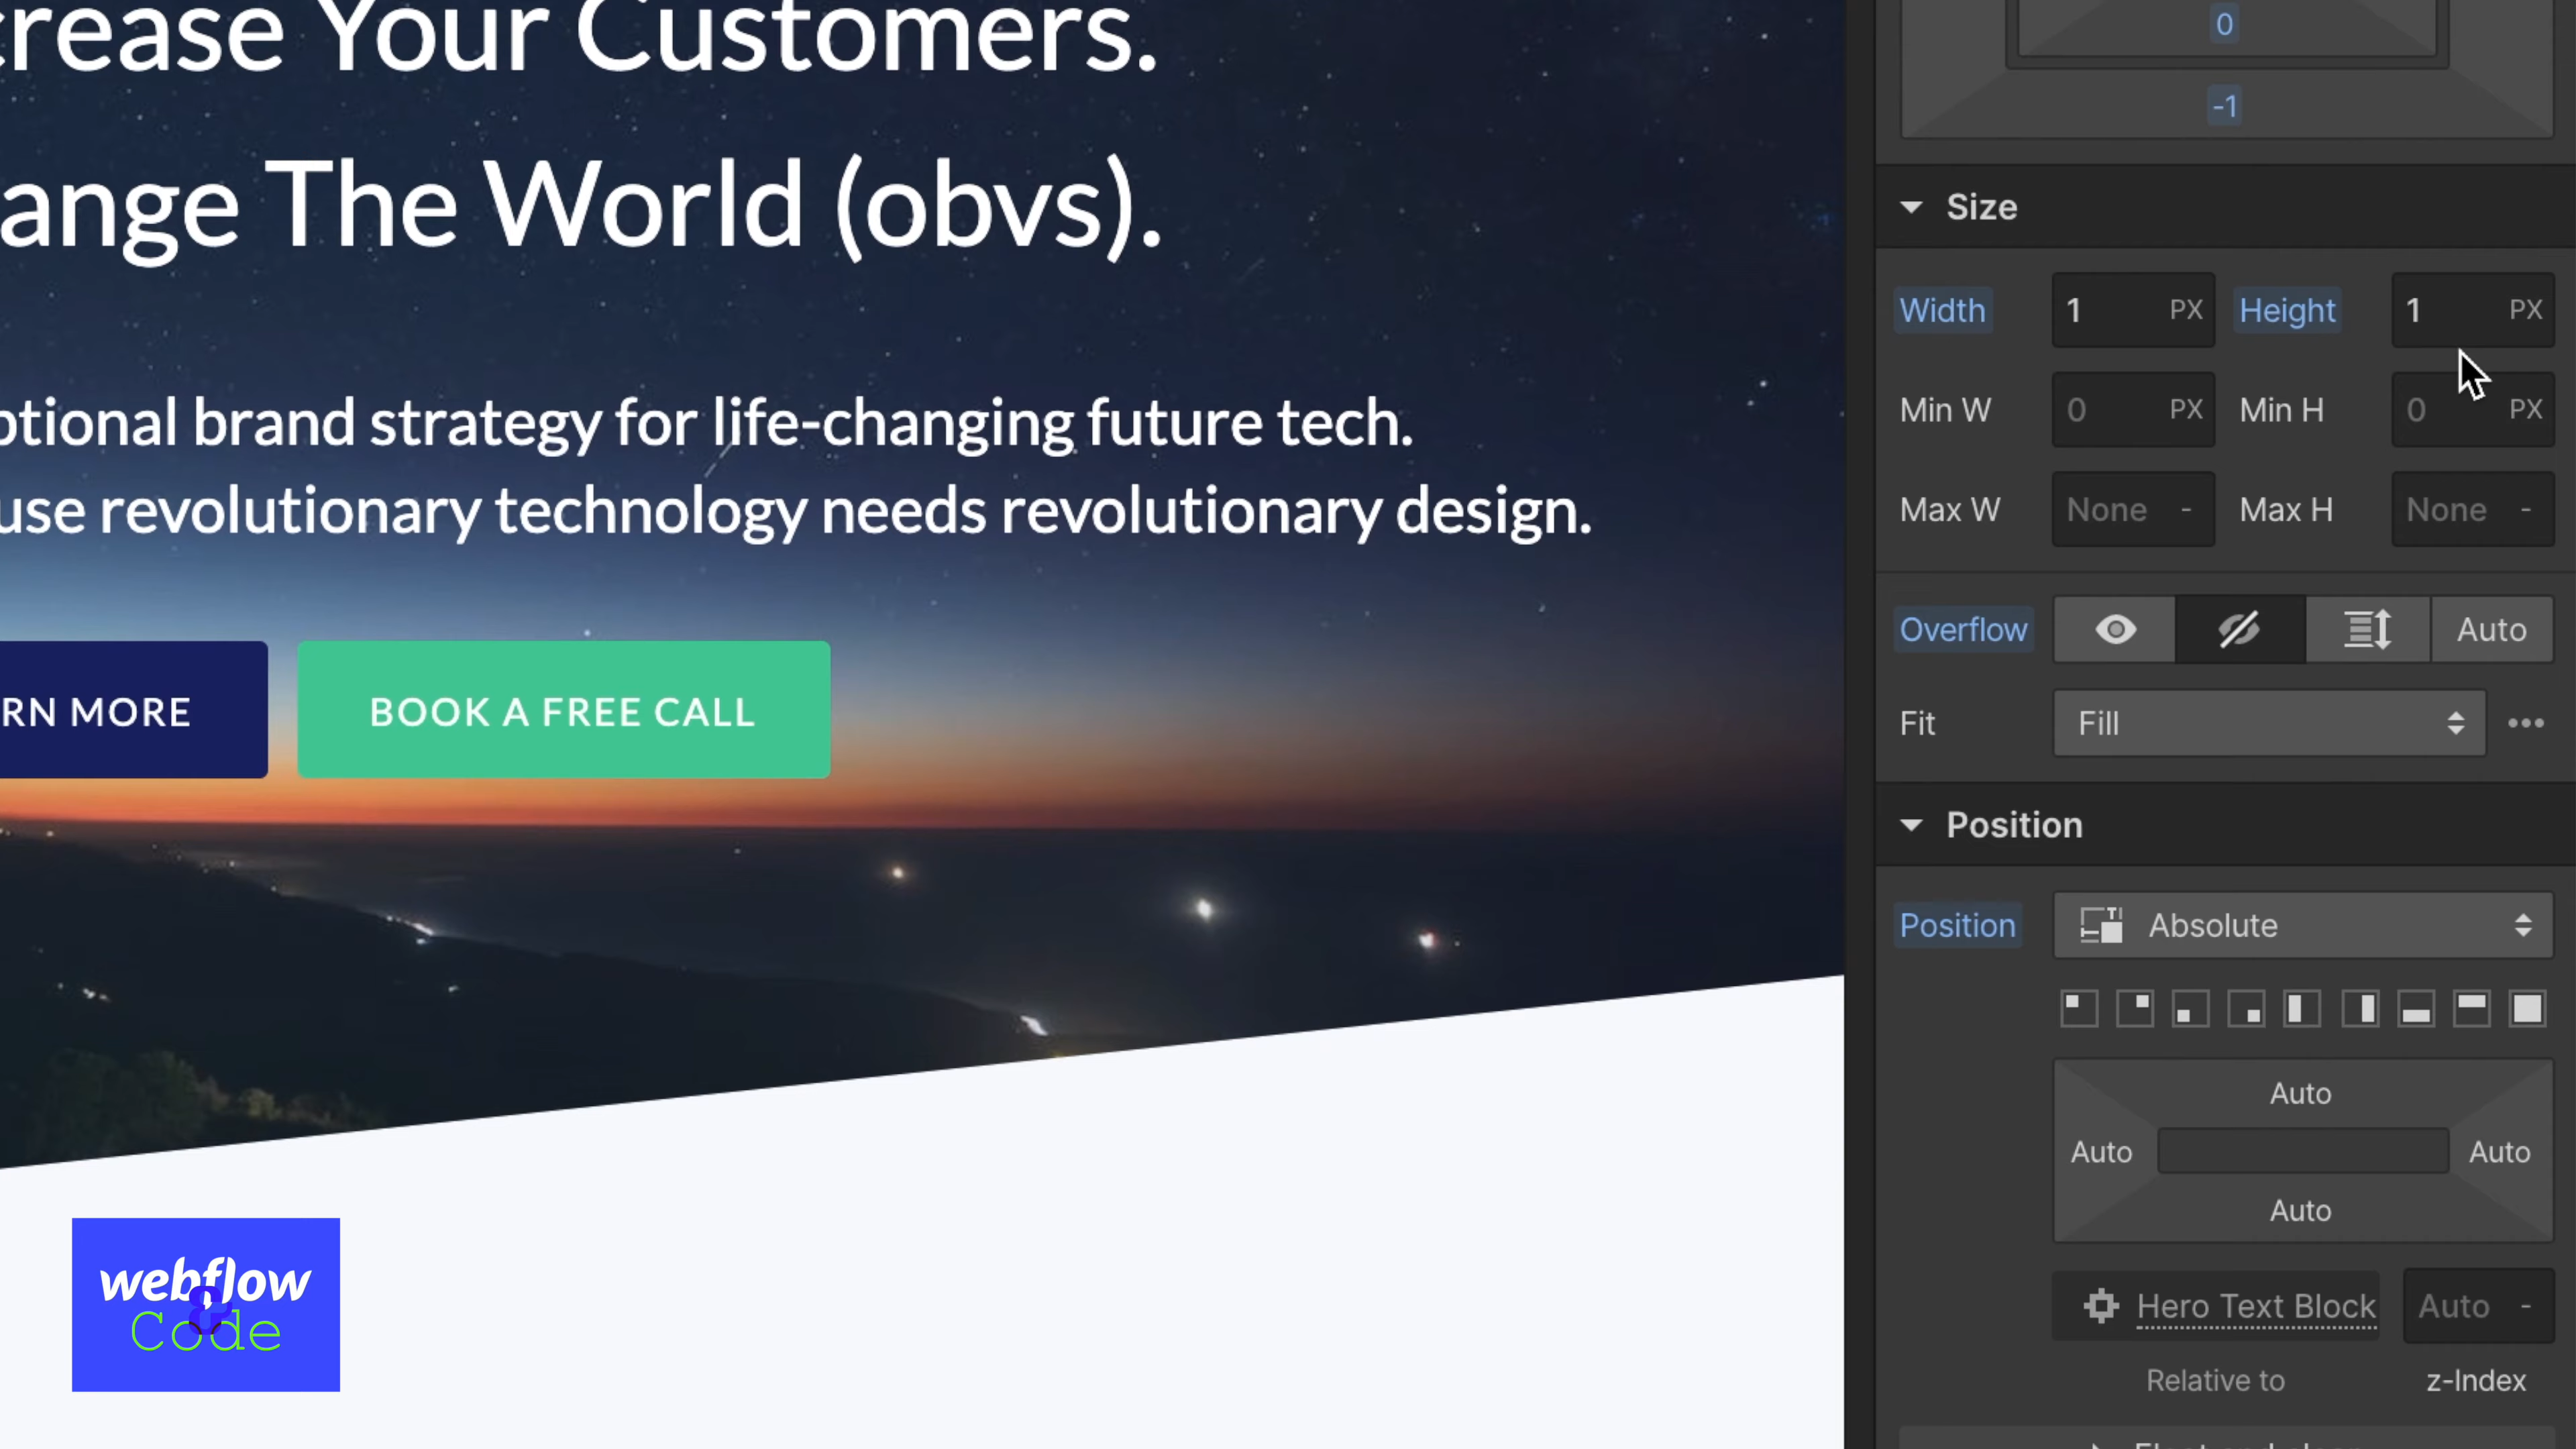 crease Your Customers.
ange The World (obvs).
ptional brand strategy for life-changing future tech.
use revolutionary technology needs revolutionary design.
RN MORE
BOOK A FREE CALL
webflow
&
Code
0
-1
Size
Width 1 PX Height 1 PX
Min W 0 PX Min H 0 PX
Max W None - Max H None -
Overflow Auto
Fit Fill
Position
Position Absolute
Auto
Auto Auto
Auto
Hero Text Block Auto -
Relative to z-Index